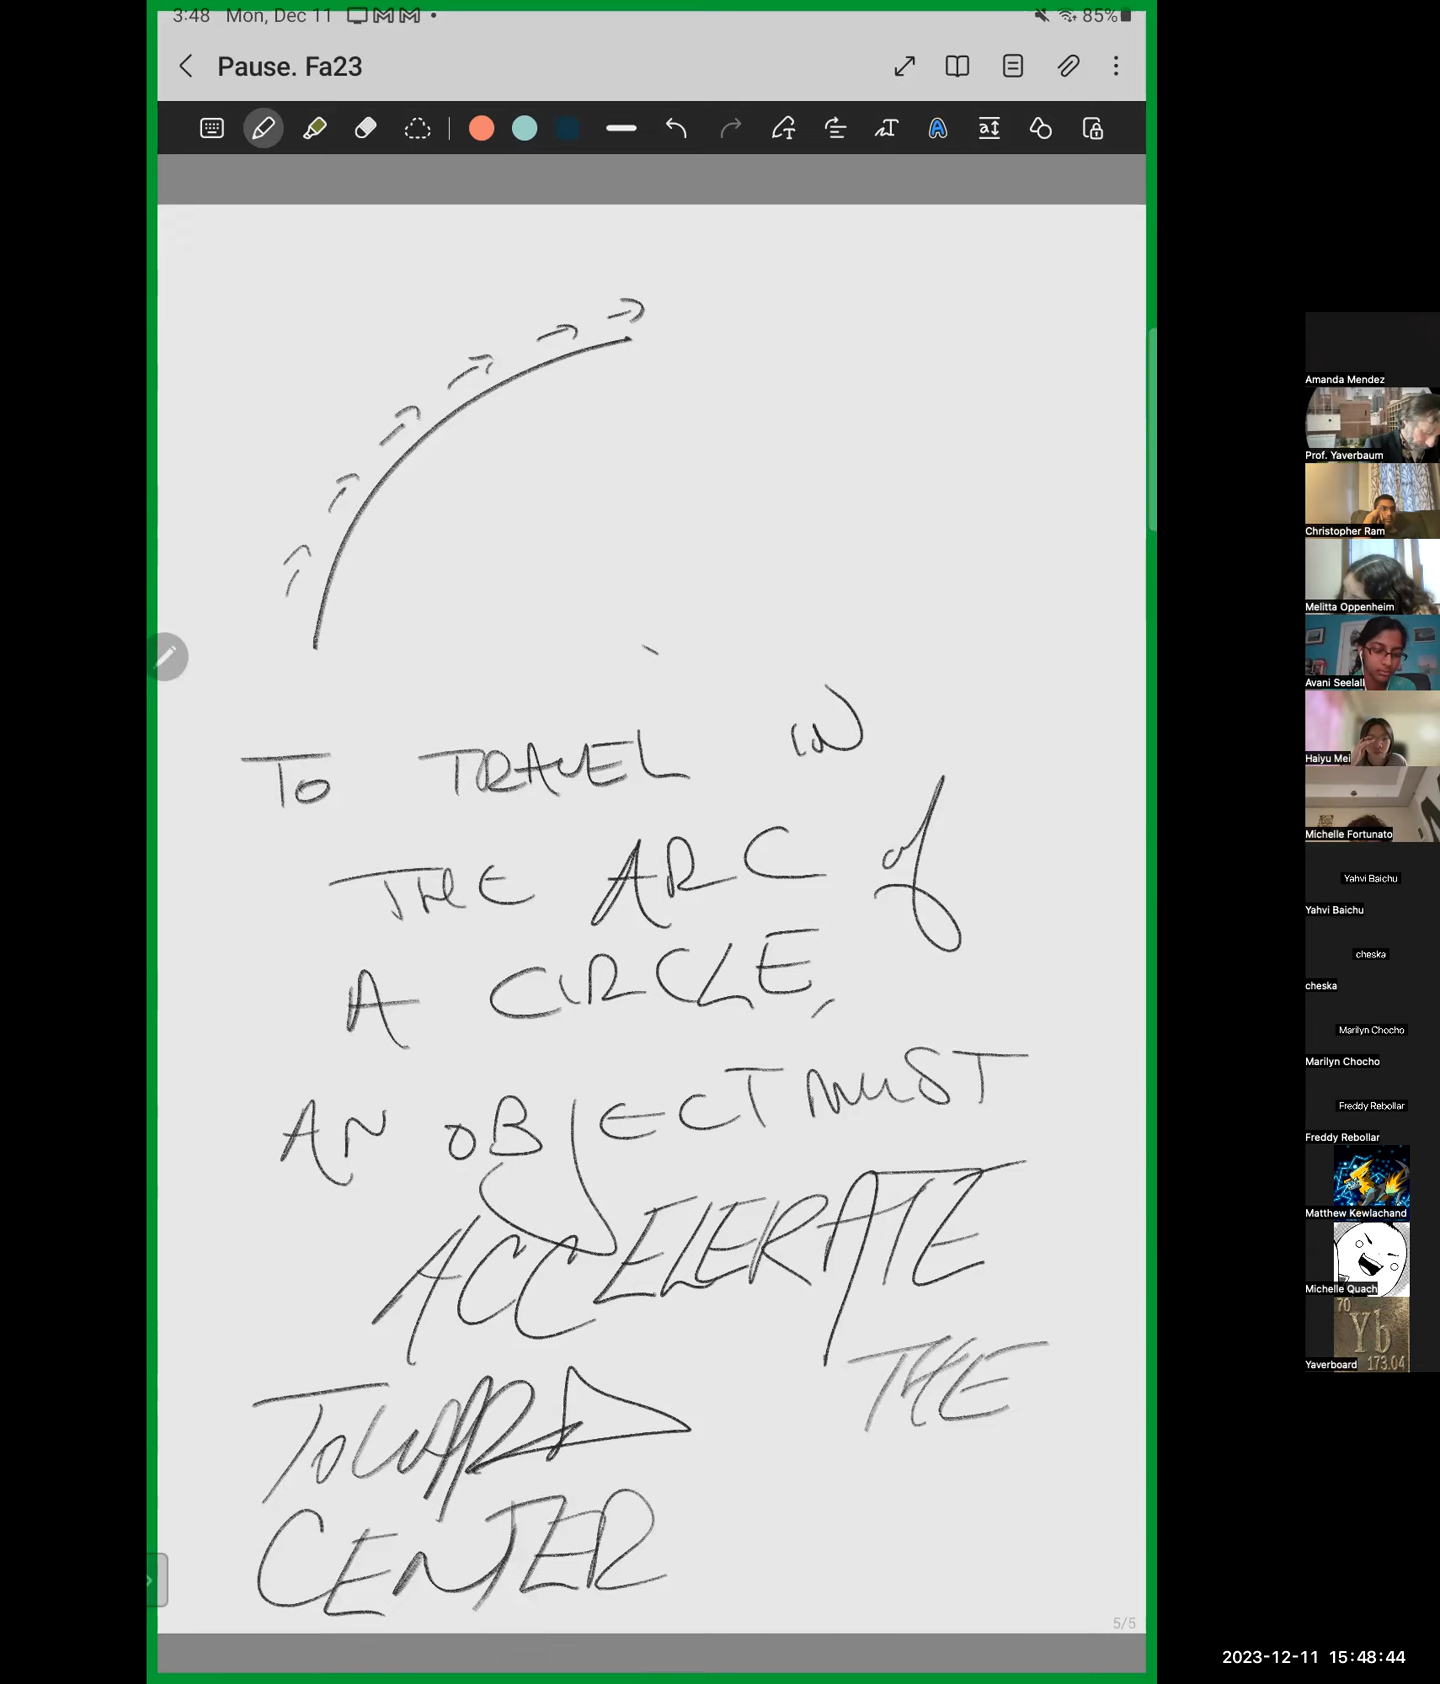 3:48 Mon, Dec 11
85%
Pause. Fa23
TO TRAVEL IN
THE ARC of
A CIRCLE,
AN OBJECT MUST
ACCELERATE
TOWARD THE
CENTER
5/5
Amanda Mendez
Prof. Yaverbaum
Christopher Ram
Melitta Oppenheim
Avani Seelall
Haiyu Mei
Michelle Fortunato
Yahvi Baichu
Yahvi Baichu
cheska
cheska
Marilyn Chocho
Marilyn Chocho
Freddy Rebollar
Freddy Rebollar
Matthew Kewlachand
Michelle Quach
70
Yb
Yaverboard 173.04
2023-12-11 15:48:44